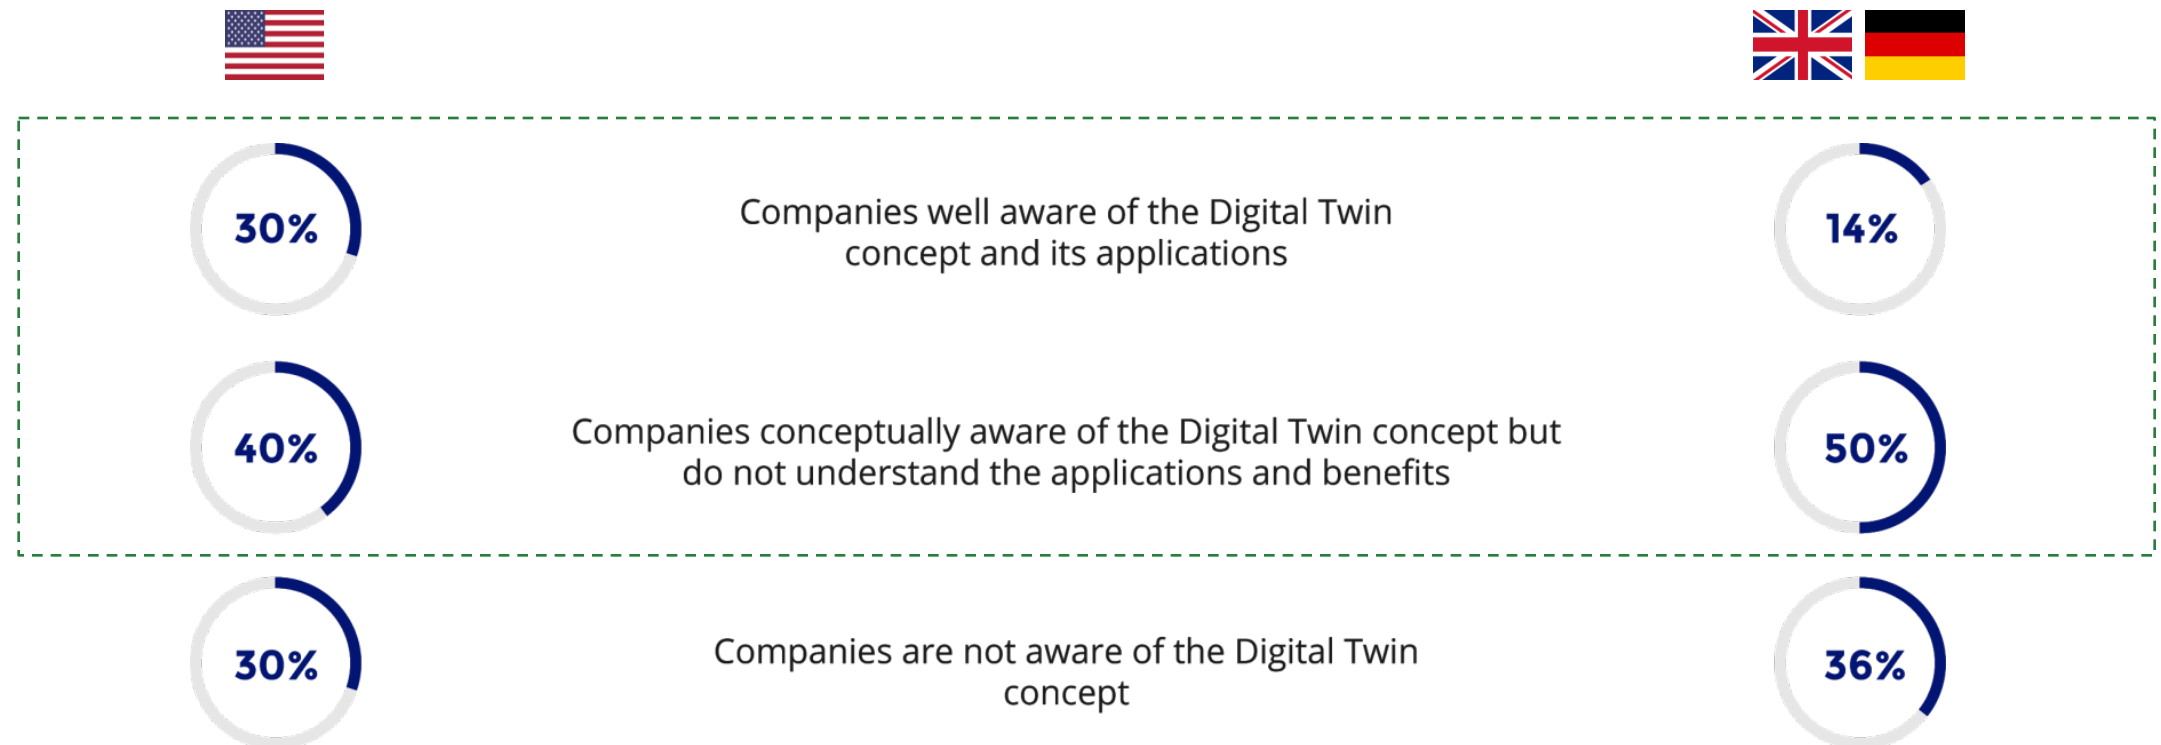 30%
Companies well aware of the Digital Twin
concept and its applications
14%
40%
Companies conceptually aware of the Digital Twin concept but
do not understand the applications and benefits
50%
30%
Companies are not aware of the Digital Twin
concept
36%